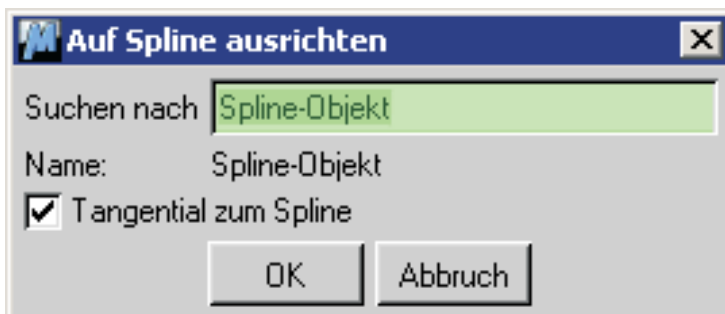 Auf Spline ausrichten
Suchen nach Spline-Objekt
Name: Spline-Objekt
Tangential zum Spline
OK Abbruch